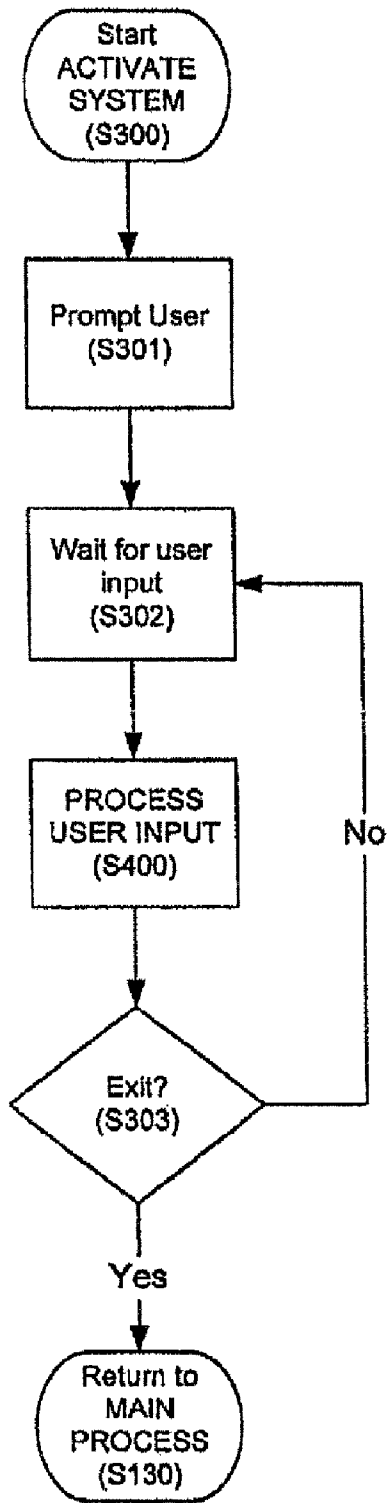 Start
ACTIVATE
SYSTEM
(S300)
Prompt User
(S301)
Wait for user
input
(S302)
PROCESS
USER INPUT
(S400)
No
Exit?
(S303)
Yes
Return to
MAIN
PROCESS
(S130)